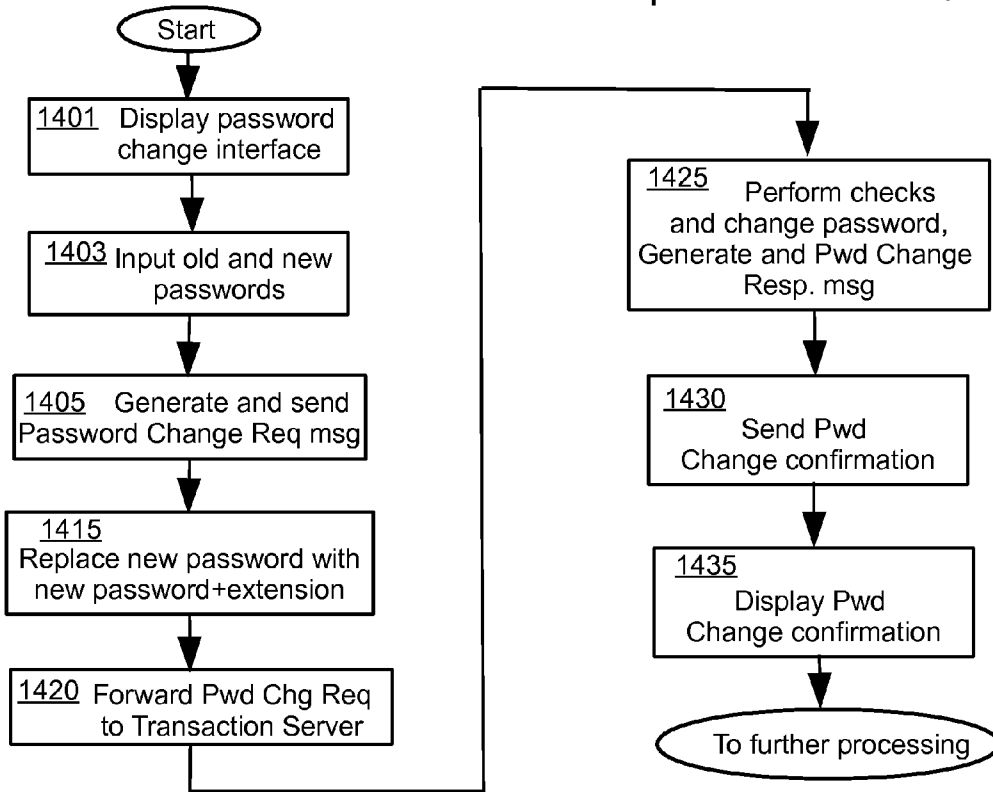 Start
1401 Display password
change interface
1403 Input old and new
passwords
1405 Generate and send
Password Change Req msg
1415
Replace new password with
new password+extension
1420 Forward Pwd Chg Req
to Transaction Server
1425 Perform checks
and change password,
Generate and Pwd Change
Resp. msg
1430
Send Pwd
Change confirmation
1435
Display Pwd
Change confirmation
To further processing